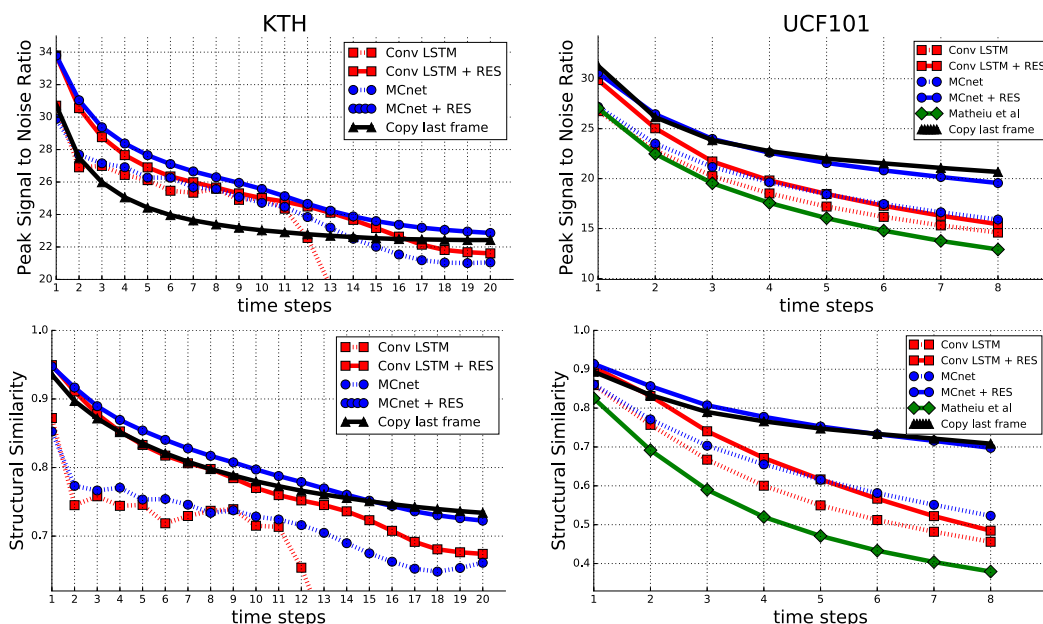 KTH
Peak Signal to Noise Ratio
34
32
30
28
26
24
22
20
Conv LSTM
Conv LSTM + RES
MCnet
MCnet + RES
Copy last frame
1 2 3 4 5 6 7 8 9 10 11 12 13 14 15 16 17 18 19 20
time steps
UCF101
Peak Signal to Noise Ratio
30
25
20
15
10
Conv LSTM
Conv LSTM + RES
MCnet
MCnet + RES
Matheiu et al
Copy last frame
1 2 3 4 5 6 7 8
time steps
Structural Similarity
1.0
0.9
0.8
0.7
Conv LSTM
Conv LSTM + RES
MCnet
MCnet + RES
Copy last frame
1 2 3 4 5 6 7 8 9 10 11 12 13 14 15 16 17 18 19 20
time steps
Structural Similarity
1.0
0.9
0.8
0.7
0.6
0.5
0.4
Conv LSTM
Conv LSTM + RES
MCnet
MCnet + RES
Matheiu et al
Copy last frame
1 2 3 4 5 6 7 8
time steps